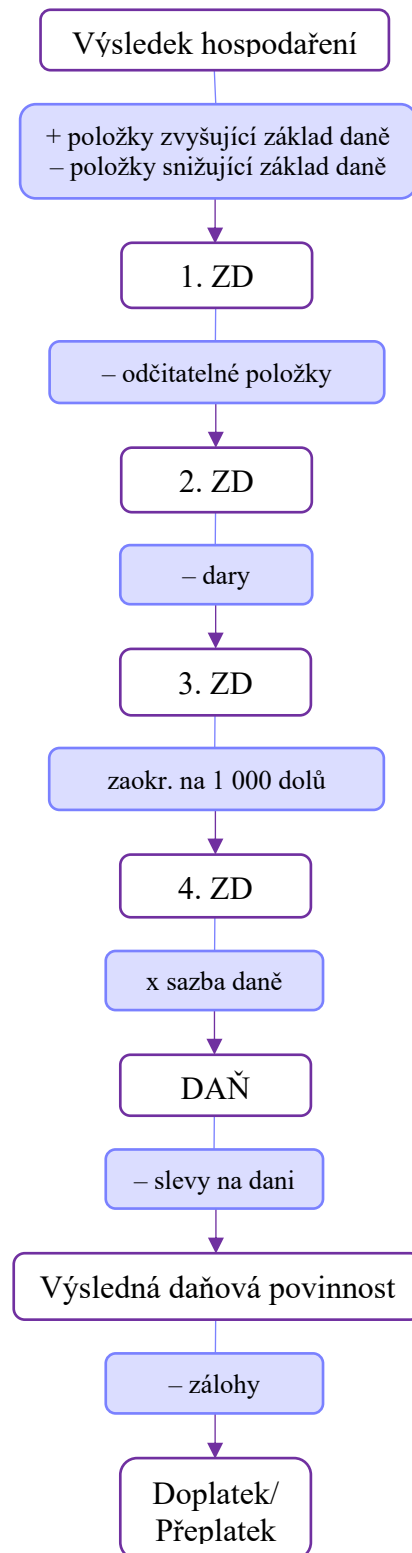 Výsledek hospodaření
+ položky zvyšující základ daně
– položky snižující základ daně
1. ZD
– odčitatelné položky
2. ZD
– dary
3. ZD
zaokr. na 1 000 dolů
4. ZD
x sazba daně
DAŇ
– slevy na dani
Výsledná daňová povinnost
– zálohy
Doplatek/
Přeplatek